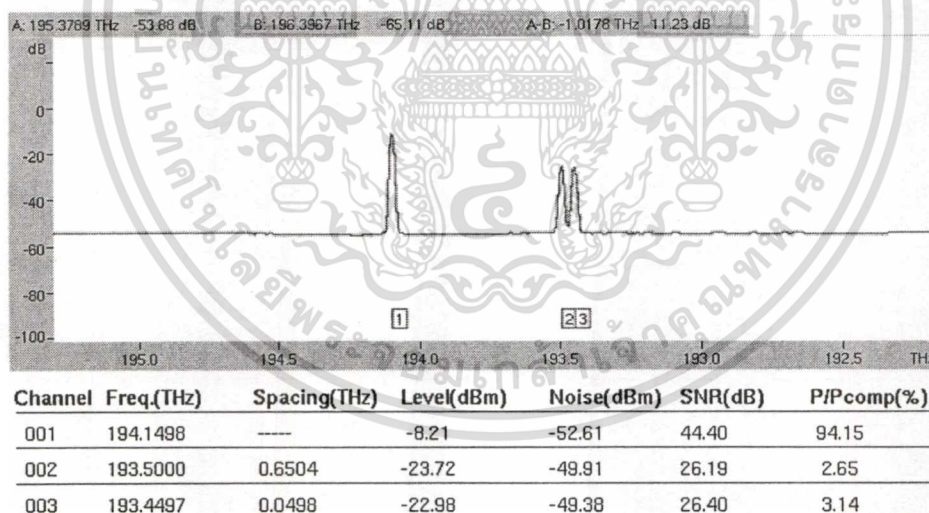 A: 195.3789 THz -53.88 dB B: 196.3967 THz -65.11 dB A-B: -1.0178 THz 11.23 dB
dB
0
-20
-40
-60
-80
-100
1 2 3
195.0 194.5 194.0 193.5 193.0 192.5 THz
Channel Freq.(THz) Spacing(THz) Level(dBm) Noise(dBm) SNR(dB) P/Pcomp(%)
001 194.1498 ----- -8.21 -52.61 44.40 94.15
002 193.5000 0.6504 -23.72 -49.91 26.19 2.65
003 193.4497 0.0498 -22.98 -49.38 26.40 3.14